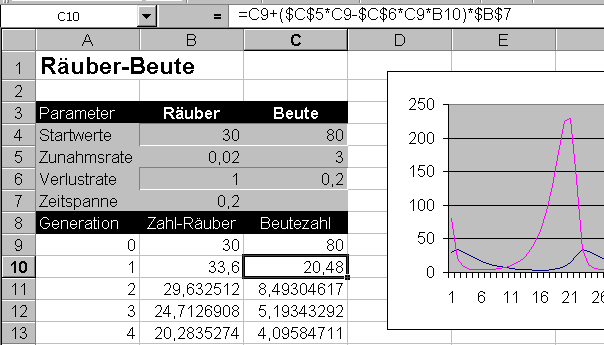 C10 = =C9+($C$5*C9-$C$6*C9*B10)*$B$7
A B C D E
1 Räuber-Beute
2
3 Parameter Räuber Beute
4 Startwerte 30 80
5 Zunahmsrate 0,02 3
6 Verlustrate 1 0,2
7 Zeitspanne 0,2
8 Generation Zahl-Räuber Beutezahl
9 0 30 80
10 1 33,6 20,48
11 2 29,632512 8,49304617
12 3 24,7126908 5,19343292
13 4 20,2835274 4,09584711
250
200
150
100
50
0
1 6 11 16 21 26